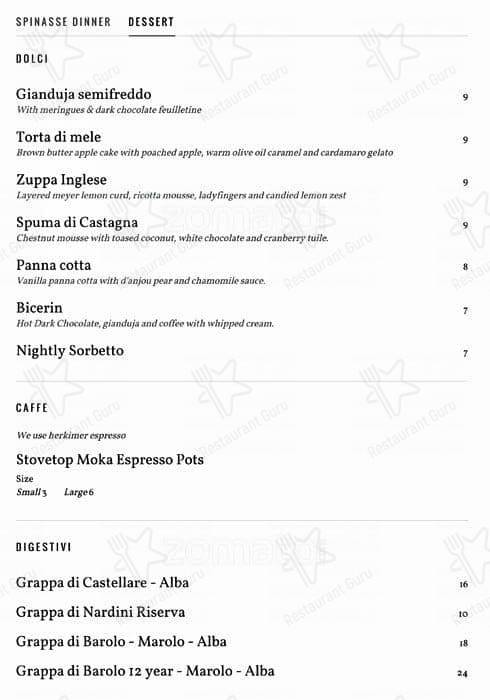 SPINASSE DINNER DESSERT
DOLCI
Gianduja semifreddo 9
With meringues & dark chocolate feuilletine
Torta di mele 9
Brown butter apple cake with poached apple, warm olive oil caramel and cardamaro gelato
Zuppa Inglese 9
Layered meyer lemon curd, ricotta mousse, ladyfingers and candied lemon zest
Spuma di Castagna 9
Chestnut mousse with toased coconut, white chocolate and cranberry tuile.
Panna cotta 8
Vanilla panna cotta with d'anjou pear and chamomile sauce.
Bicerin 7
Hot Dark Chocolate, gianduja and coffee with whipped cream.
Nightly Sorbetto 7
CAFFE
We use herkimer espresso
Stovetop Moka Espresso Pots
Size
Small 3 Large 6
DIGESTIVI
Grappa di Castellare - Alba 16
Grappa di Nardini Riserva 10
Grappa di Barolo - Marolo - Alba 18
Grappa di Barolo 12 year - Marolo - Alba 24
Restaurant Guru
zomato